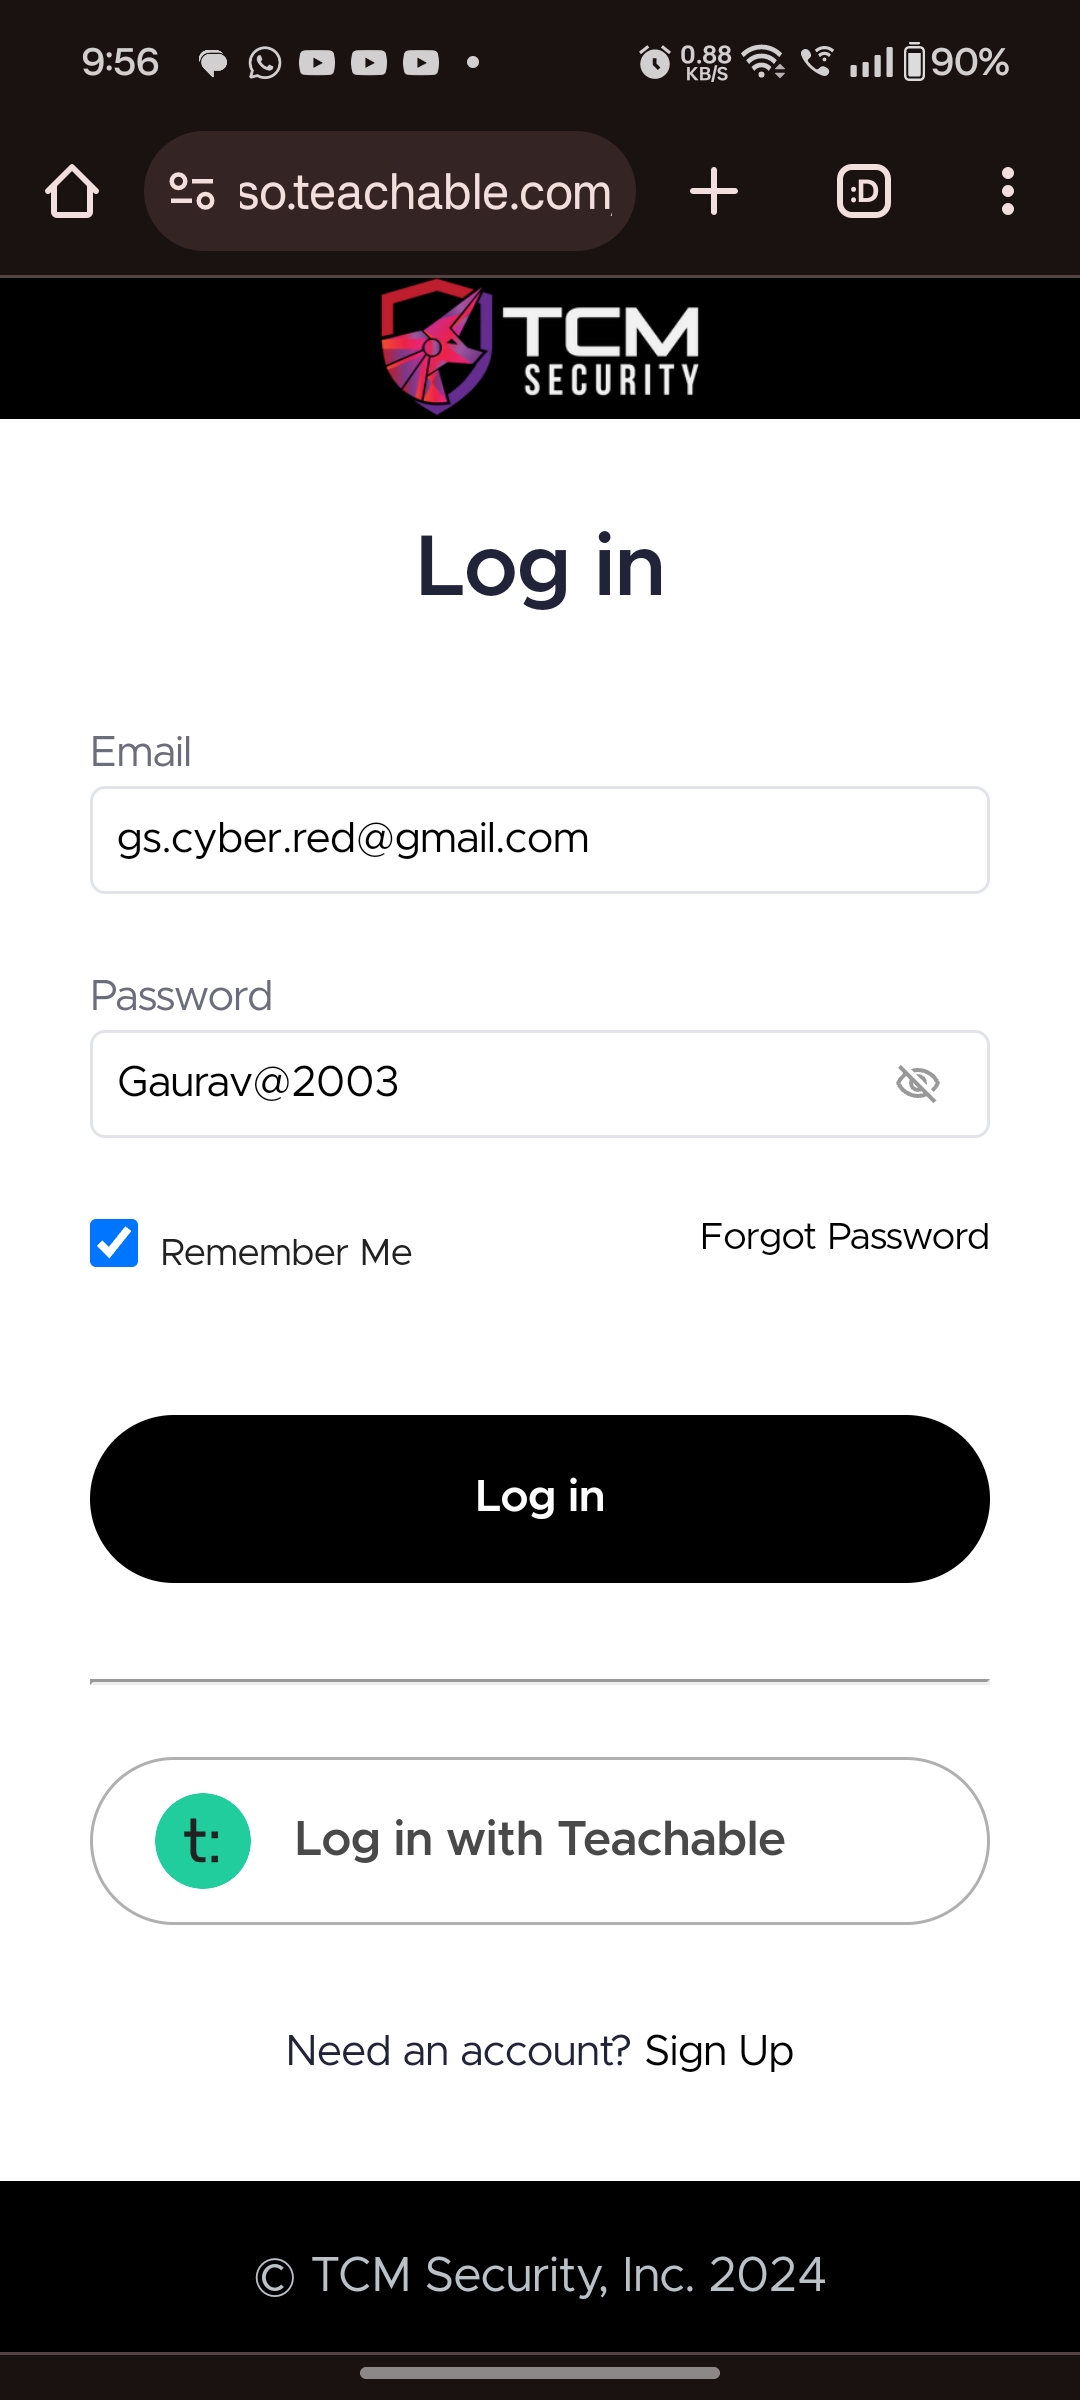 9:56 0.88 KB/S 90%
so.teachable.com :D
TCM
SECURITY
Log in
Email
gs.cyber.red@gmail.com
Password
Gaurav@2003
Remember Me Forgot Password
Log in
t: Log in with Teachable
Need an account? Sign Up
© TCM Security, Inc. 2024